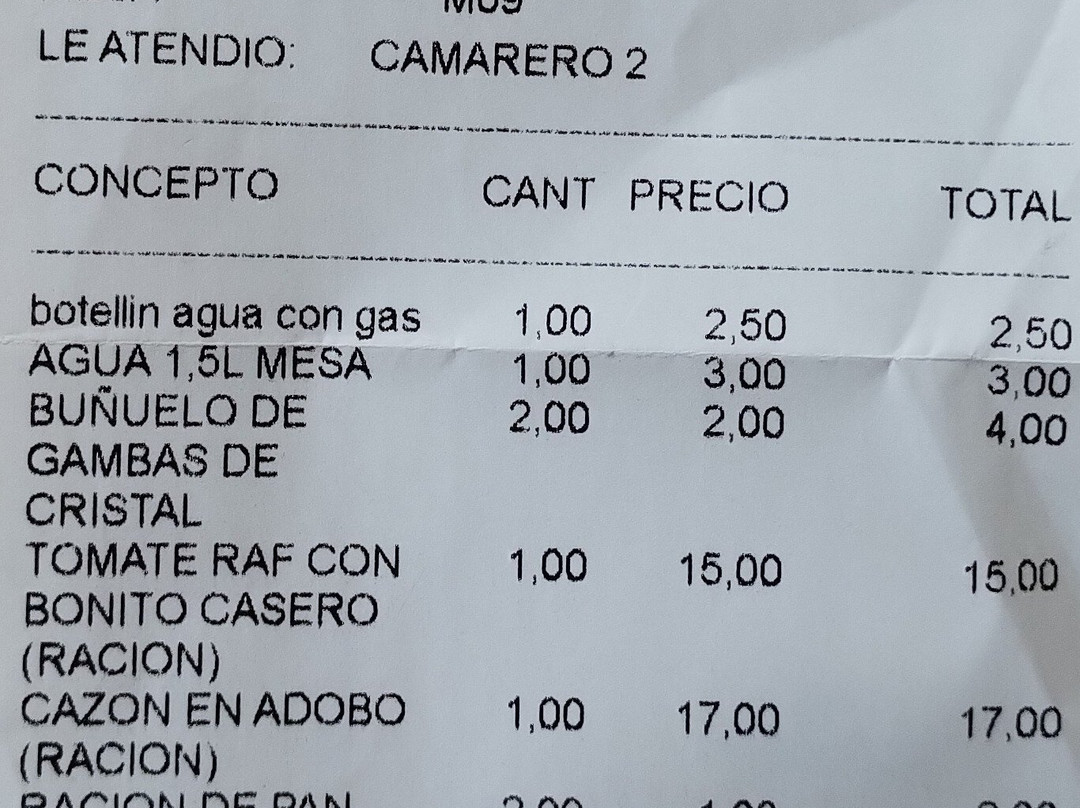 LE ATENDIO: CAMARERO 2
CONCEPTO CANT PRECIO TOTAL
botellin agua con gas 1,00 2,50 2,50
AGUA 1,5L MESA 1,00 3,00 3,00
BUÑUELO DE 2,00 2,00 4,00
GAMBAS DE
CRISTAL
TOMATE RAF CON 1,00 15,00 15,00
BONITO CASERO
(RACION)
CAZON EN ADOBO 1,00 17,00 17,00
(RACION)
RACION DE PAN